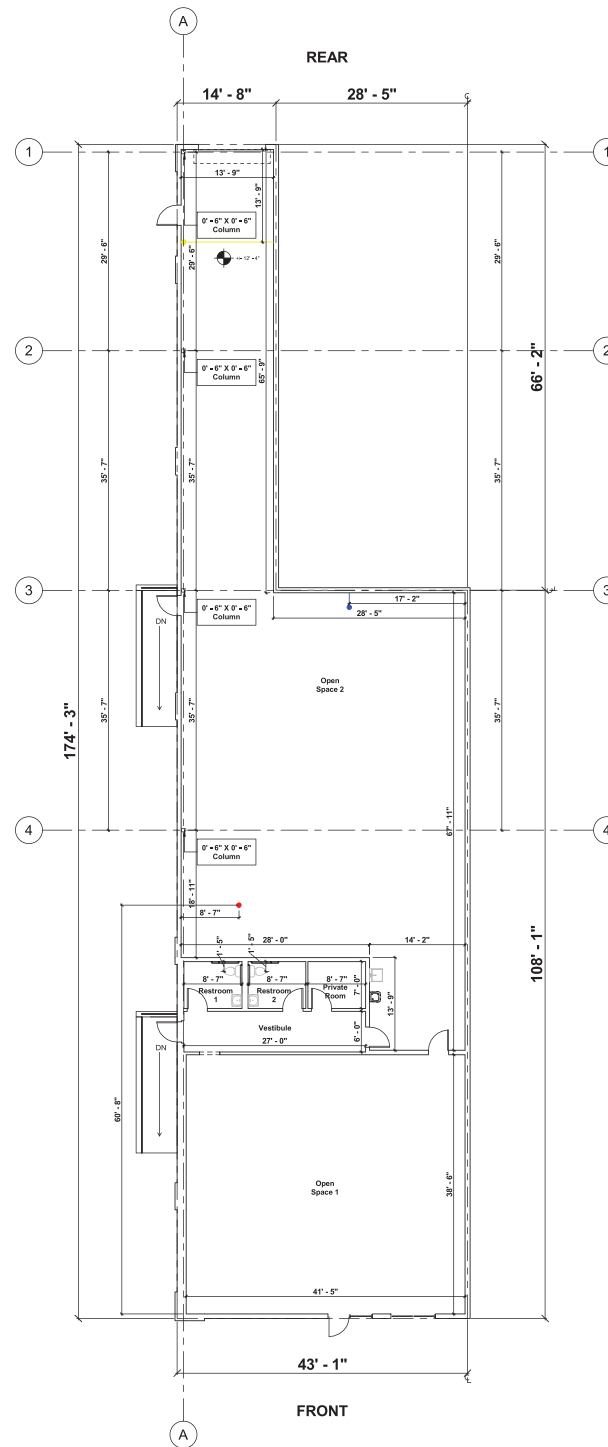 A
REAR
14' - 8"
28' - 5"
1
1
13' - 9"
13' - 9"
0' - 6" X 0' - 6"
Column
29' - 6"
29' - 6"
29' - 6"
+/- 12' - 4"
2
2
0' - 6" X 0' - 6"
Column
65' - 9"
66' - 2"
35' - 7"
35' - 7"
35' - 7"
3
3
17' - 2"
0' - 6" X 0' - 6"
Column
28' - 5"
DN
Open
Space 2
35' - 7"
35' - 7"
35' - 7"
174' - 3"
4
4
67' - 11"
0' - 6" X 0' - 6"
Column
18' - 11"
8' - 7"
28' - 0"
14' - 2"
1' - 5"
1' - 5"
108' - 1"
8' - 7"
8' - 7"
8' - 7"
Restroom
1
Restroom
2
Private
Room
7' - 0"
13' - 9"
Vestibule
6' - 0"
27' - 0"
DN
60' - 8"
Open
Space 1
38' - 6"
41' - 5"
43' - 1"
FRONT
A